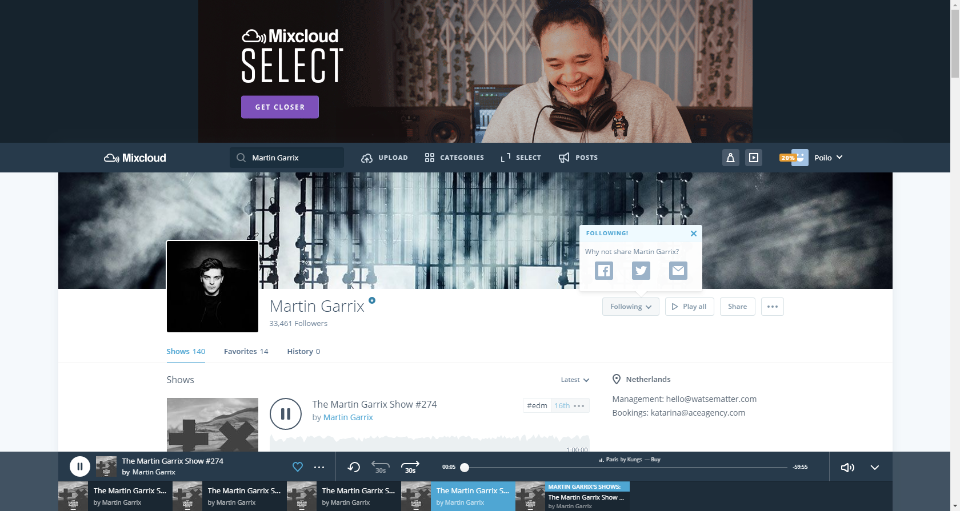 Mixcloud
SELECT
GET CLOSER
Mixcloud
Martin Garrix
UPLOAD
CATEGORIES
SELECT
POSTS
20%
Poilo
FOLLOWING!
Why not share Martin Garrix?
Martin Garrix
33,461 Followers
Following
Play all
Share
Shows 140
Favorites 14
History 0
Shows
Latest
Netherlands
The Martin Garrix Show #274
by Martin Garrix
#edm
16th
Management: hello@watsematter.com
Bookings: katarina@aceagency.com
1:00:00
The Martin Garrix Show #274
by Martin Garrix
30s
30s
00:05
Paris by Kungs — Buy
-59:55
The Martin Garrix S...
by Martin Garrix
The Martin Garrix S...
by Martin Garrix
The Martin Garrix S...
by Martin Garrix
The Martin Garrix S...
by Martin Garrix
MARTIN GARRIX'S SHOWS:
The Martin Garrix Show ...
by Martin Garrix